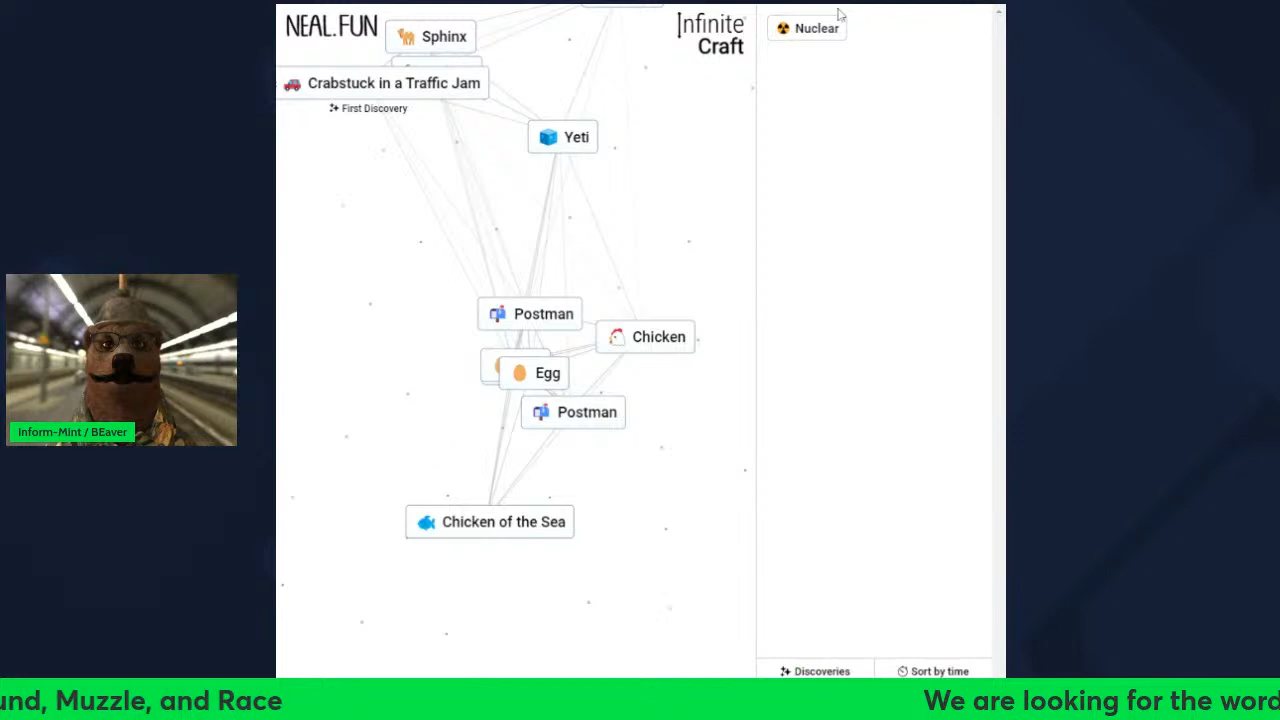 NEAL.FUN
Sphinx
Infinite
Craft
Nuclear
Crabstuck in a Traffic Jam
First Discovery
Yeti
Postman
Chicken
Egg
Postman
Chicken of the Sea
Inform-Mint / BEaver
Discoveries
Sort by time
und, Muzzle, and Race
We are looking for the word